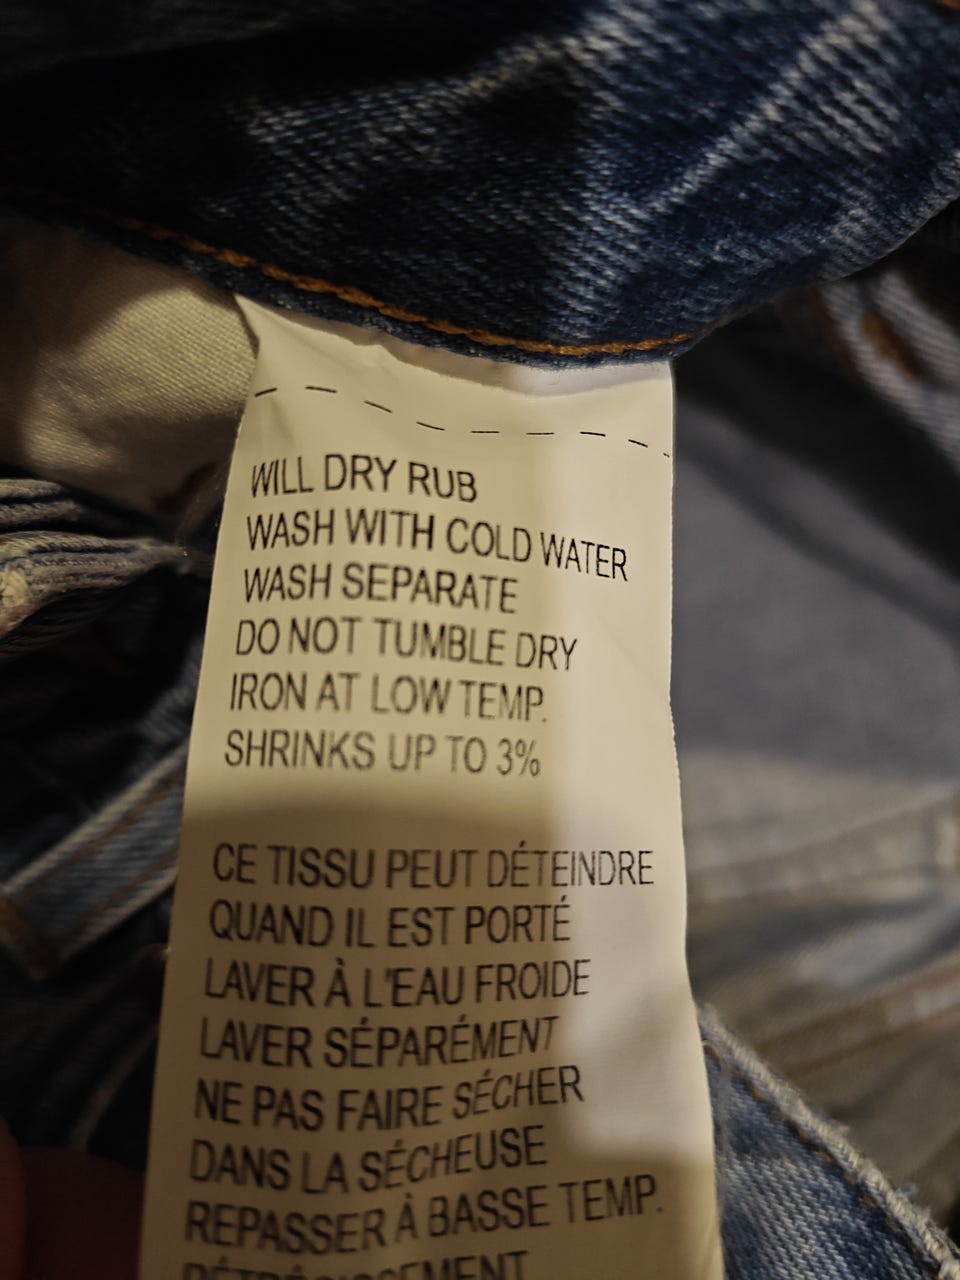 WILL DRY RUB
WASH WITH COLD WATER
WASH SEPARATE
DO NOT TUMBLE DRY
IRON AT LOW TEMP.
SHRINKS UP TO 3%
CE TISSU PEUT DÉTEINDRE
QUAND IL EST PORTÉ
LAVER À L'EAU FROIDE
LAVER SÉPARÉMENT
NE PAS FAIRE SÉCHER
DANS LA SÉCHEUSE
REPASSER À BASSE TEMP.